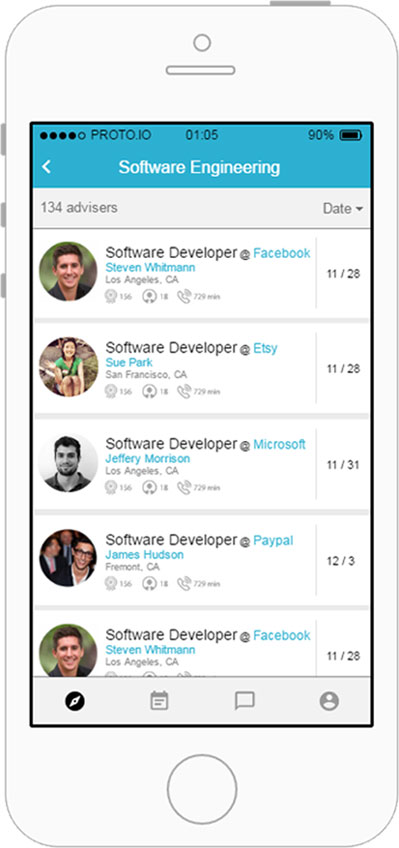 PROTO.IO 01:05 90%
Software Engineering
134 advisers Date
Software Developer @ Facebook
Steven Whitmann
Los Angeles, CA
156 18 729 min
11 / 28
Software Developer @ Etsy
Sue Park
San Francisco, CA
156 18 729 min
11 / 28
Software Developer @ Microsoft
Jeffery Morrison
Los Angeles, CA
156 18 729 min
11 / 31
Software Developer @ Paypal
James Hudson
Fremont, CA
156 18 729 min
12 / 3
Software Developer @ Facebook
Steven Whitmann
Los Angeles, CA
11 / 28